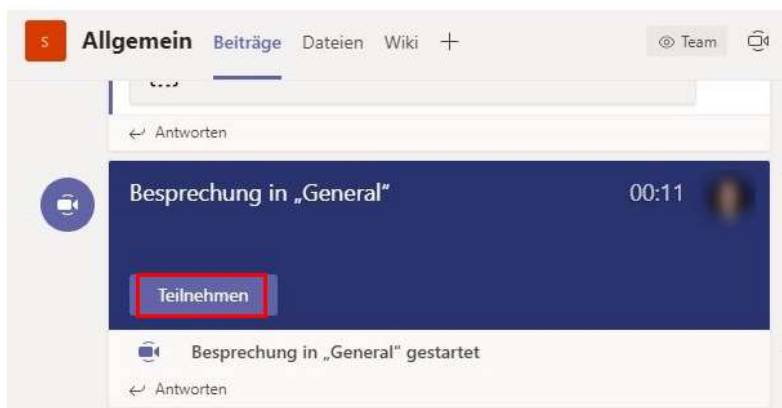 S Allgemein Beiträge Dateien Wiki + Team
Antworten
Besprechung in „General“ 00:11
Teilnehmen
Besprechung in „General“ gestartet
Antworten